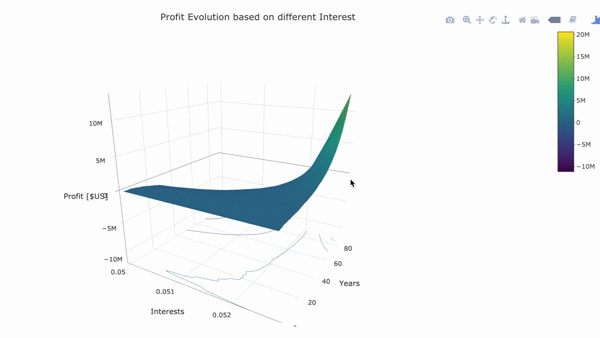 Profit Evolution based on different Interest
20M
15M
10M
5M
0
−5M
−10M
10M
5M
Profit [$US]
0
−5M
−10M
0.05
0.051
0.052
Interests
80
60
40
20
Years